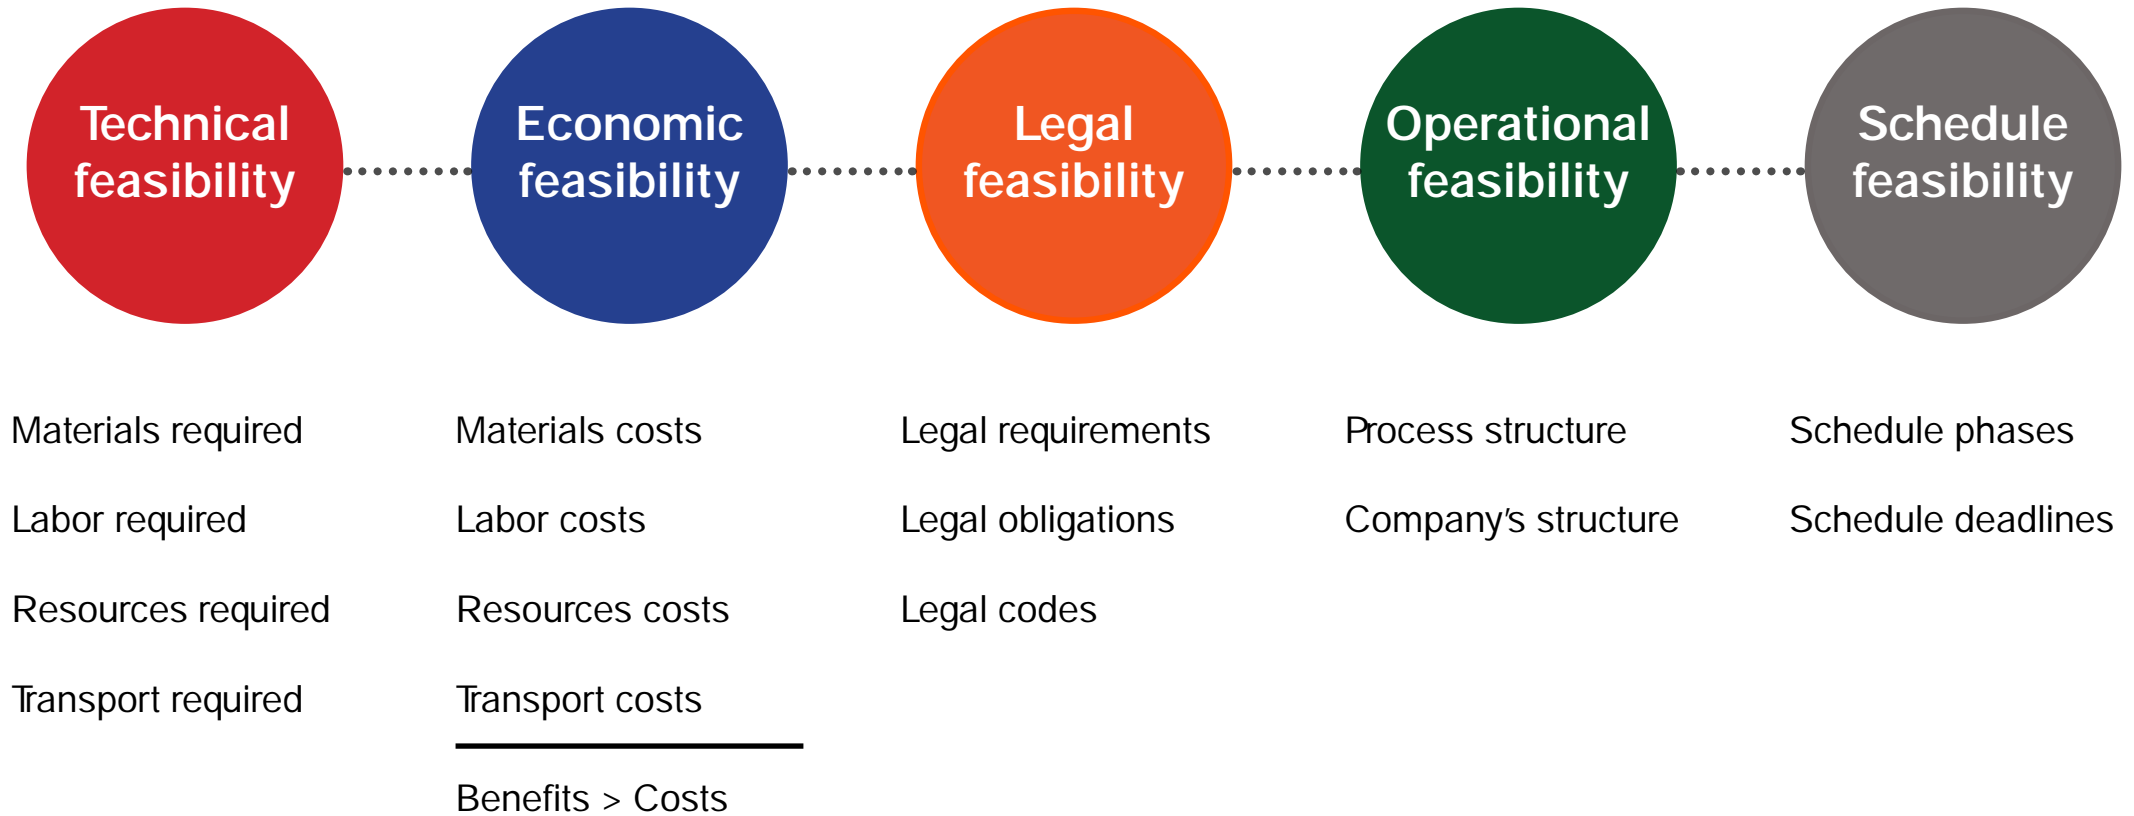 Technical
feasibility
Economic
feasibility
Legal
feasibility
Operational
feasibility
Schedule
feasibility
Materials required
Labor required
Resources required
Transport required
Materials costs
Labor costs
Resources costs
Transport costs
Benefits > Costs
Legal requirements
Legal obligations
Legal codes
Process structure
Company’s structure
Schedule phases
Schedule deadlines